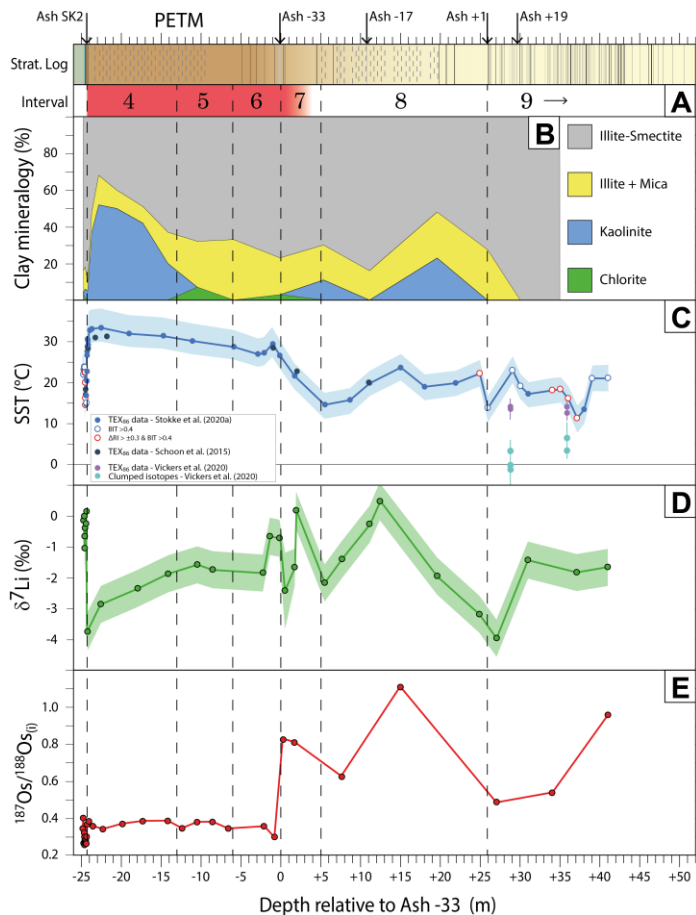 Ash SK2 PETM Ash -33 Ash -17 Ash +1 Ash +19
Strat. Log
Interval 4 5 6 7 8 9 → A
B
Clay mineralogy (%)
80
60
40
20
Illite-Smectite
Illite + Mica
Kaolinite
Chlorite
C
SST (°C)
30
20
10
0
TEX86 data - Stokke et al. (2020a)
BIT >0.4
ΔRI > ±0.3 & BIT >0.4
TEX86 data - Schoon et al. (2015)
TEX86 data - Vickers et al. (2020)
Clumped isotopes - Vickers et al. (2020)
D
δ7Li (‰)
0
-1
-2
-3
-4
E
187Os/188Os(i)
1.0
0.8
0.6
0.4
0.2
-25 -20 -15 -10 -5 0 +5 +10 +15 +20 +25 +30 +35 +40 +45 +50
Depth relative to Ash -33 (m)